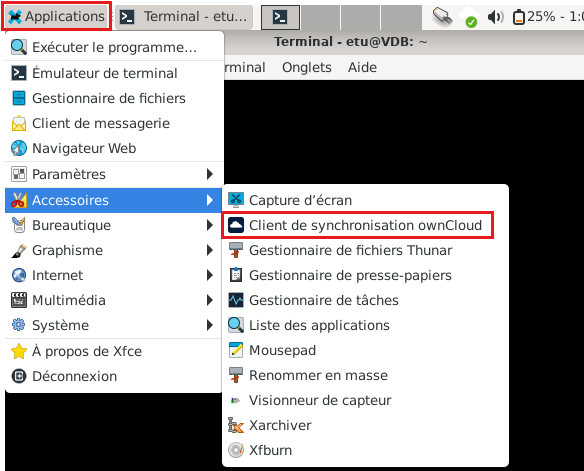 Applications
Terminal - etu...
25% - 1:0
Terminal - etu@VDB: ~
rminal Onglets Aide
Exécuter le programme...
Émulateur de terminal
Gestionnaire de fichiers
Client de messagerie
Navigateur Web
Paramètres
Accessoires
Bureautique
Graphisme
Internet
Multimédia
Système
À propos de Xfce
Déconnexion
Capture d’écran
Client de synchronisation ownCloud
Gestionnaire de fichiers Thunar
Gestionnaire de presse-papiers
Gestionnaire de tâches
Liste des applications
Mousepad
Renommer en masse
Visionneur de capteur
Xarchiver
Xfburn